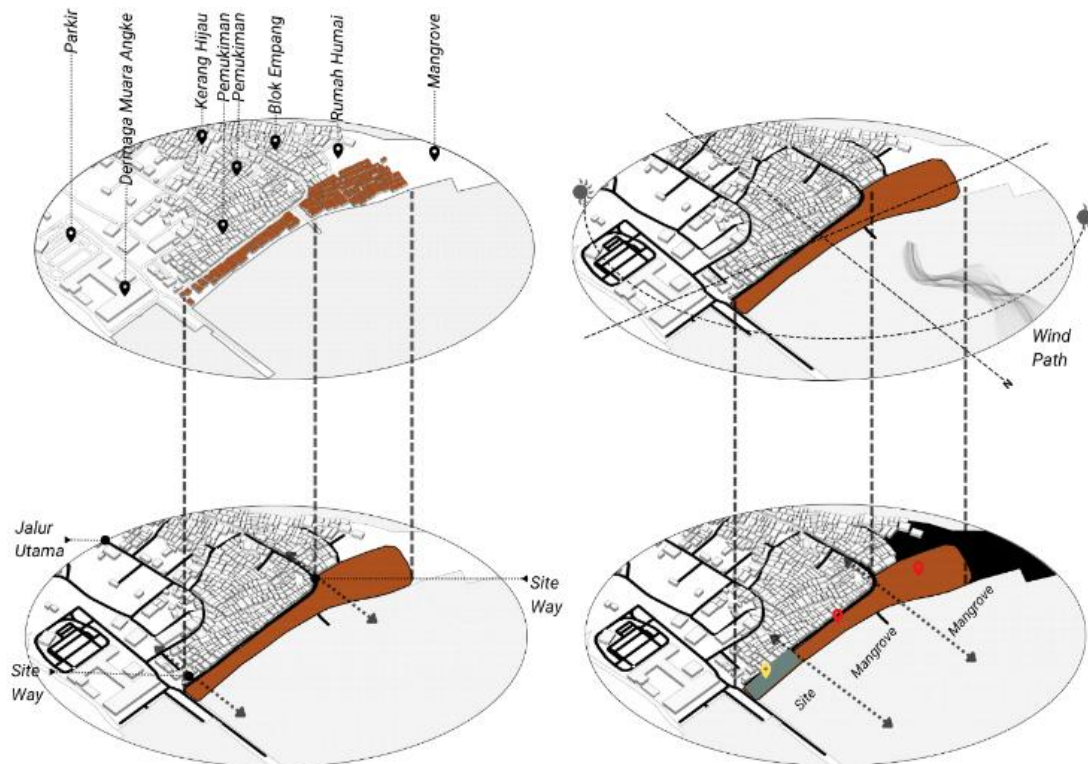 Parkir
Dermaga Muara Angke
Kerang Hijau
Pemukiman
Pemukiman
Blok Empang
Rumah Humai
Mangrove
Wind
Path
N
Jalur
Utama
Site
Way
Site
Way
Site
Mangrove
Mangrove